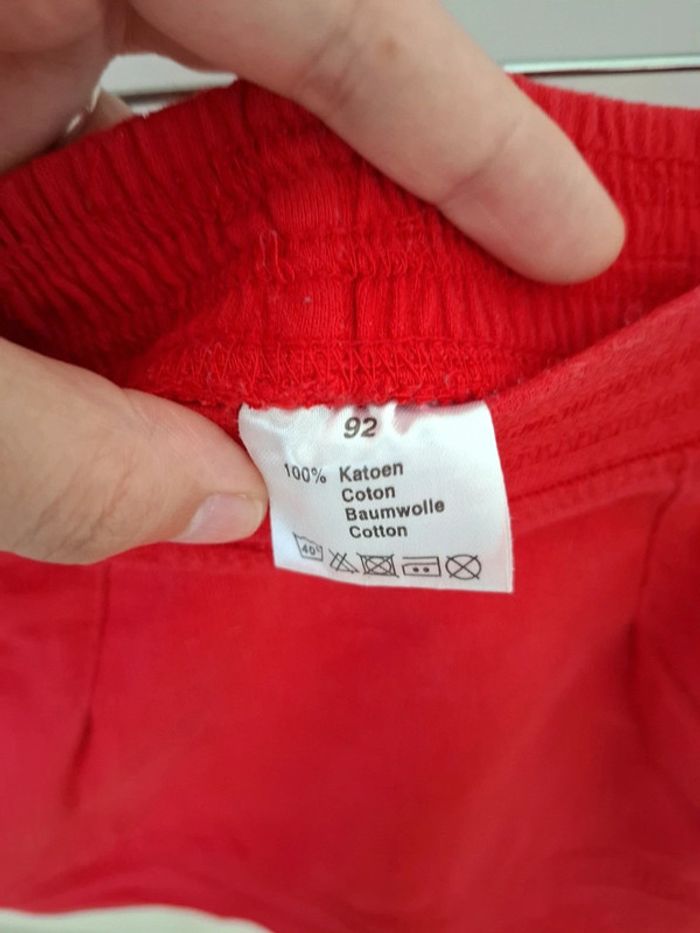 92
100% Katoen
Coton
Baumwolle
Cotton
40°